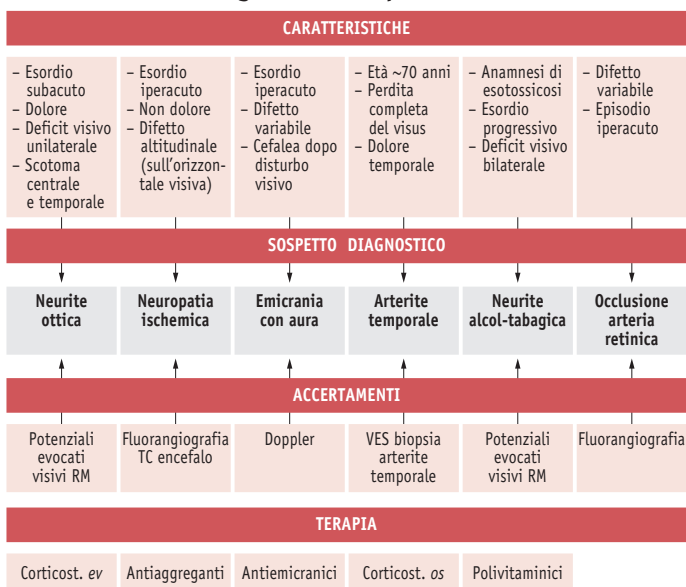 CARATTERISTICHE
– Esordio
subacuto
– Dolore
– Deficit visivo
unilaterale
– Scotoma
centrale
e temporale
– Esordio
iperacuto
– Non dolore
– Difetto
altitudinale
(sull'orizzon-
tale visiva)
– Esordio
iperacuto
– Difetto
variabile
– Cefalea dopo
disturbo
visivo
– Età ~70 anni
– Perdita
completa
del visus
– Dolore
temporale
– Anamnesi di
esotossicosi
– Esordio
progressivo
– Deficit visivo
bilaterale
– Difetto
variabile
– Episodio
iperacuto
SOSPETTO DIAGNOSTICO
Neurite
ottica
Neuropatia
ischemica
Emicrania
con aura
Arterite
temporale
Neurite
alcol-tabagica
Occlusione
arteria
retinica
ACCERTAMENTI
Potenziali
evocati
visivi RM
Fluorangiografia
TC encefalo
Doppler
VES biopsia
arterite
temporale
Potenziali
evocati
visivi RM
Fluorangiografia
TERAPIA
Corticost. ev
Antiaggreganti
Antiemicranici
Corticost. os
Polivitaminici